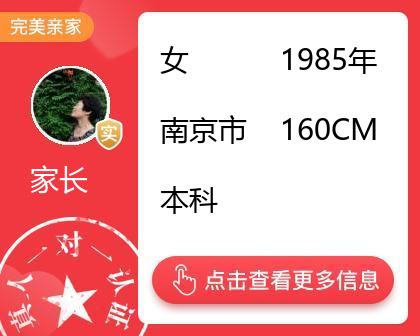 完美亲家
女 1985年
南京市 160CM
实
家长
本科
真人一对一认证
点击查看更多信息